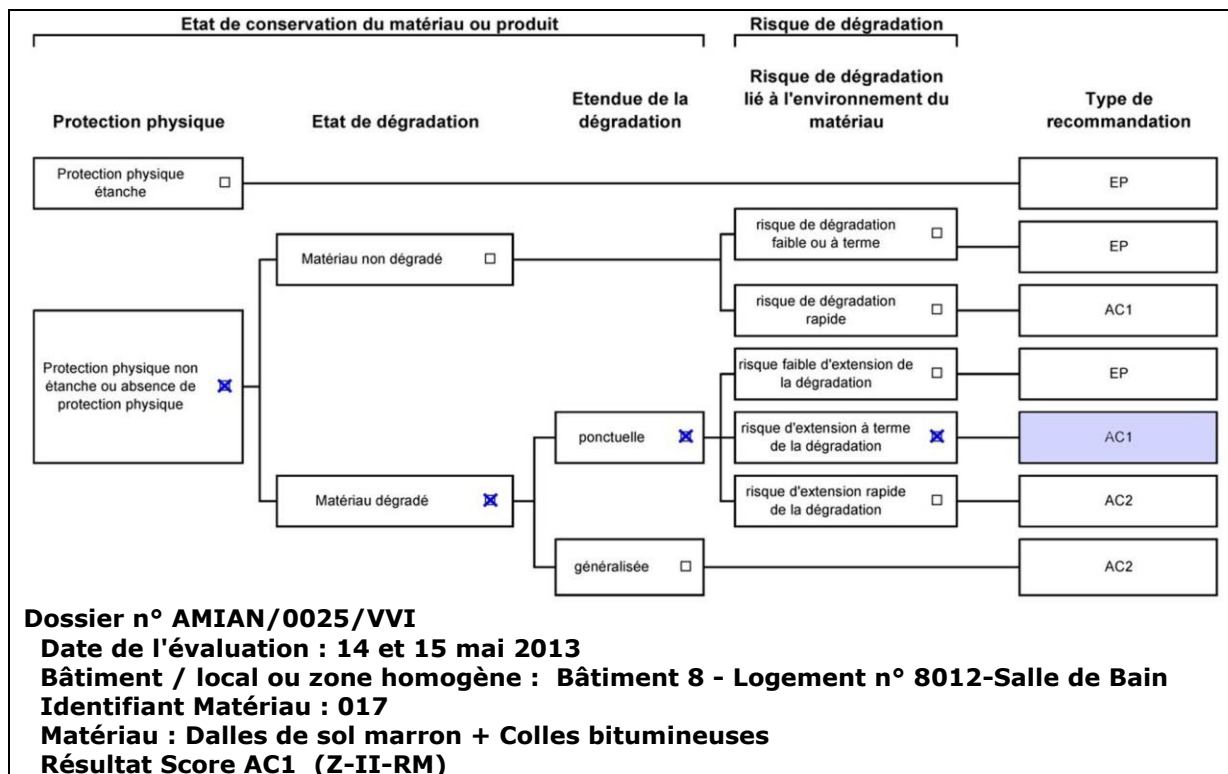 Etat de conservation du matériau ou produit
Risque de dégradation
Protection physique
Etat de dégradation
Etendue de la
dégradation
Risque de dégradation
lié à l'environnement du
matériau
Type de
recommandation
Protection physique
étanche
EP
Matériau non dégradé
risque de dégradation
faible ou à terme
EP
risque de dégradation
rapide
AC1
Protection physique non
étanche ou absence de
protection physique
risque faible d'extension de
la dégradation
EP
ponctuelle
risque d'extension à terme
de la dégradation
AC1
Matériau dégradé
risque d'extension rapide
de la dégradation
AC2
généralisée
AC2
Dossier n° AMIAN/0025/VVI
Date de l'évaluation : 14 et 15 mai 2013
Bâtiment / local ou zone homogène : Bâtiment 8 - Logement n° 8012-Salle de Bain
Identifiant Matériau : 017
Matériau : Dalles de sol marron + Colles bitumineuses
Résultat Score AC1 (Z-II-RM)